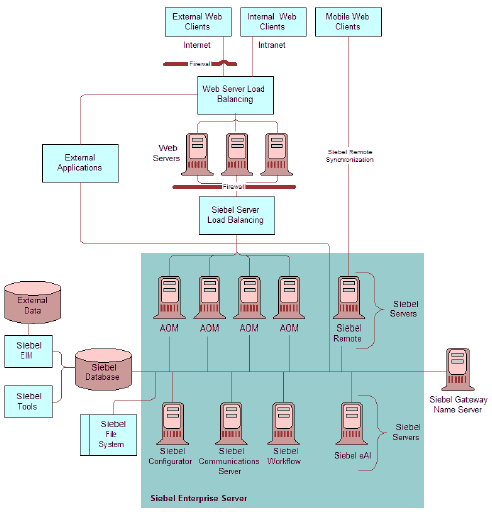 External Web
Clients
Internal Web
Clients
Mobile Web
Clients
Internet
Intranet
Firewall
Web Server Load
Balancing
Web
Servers
Siebel Remote
Synchronization
External
Applications
Firewall
Siebel Server
Load Balancing
External
Data
AOM
AOM
AOM
AOM
Siebel
Remote
Siebel
Servers
Siebel
EIM
Siebel
Database
Siebel
Tools
Siebel Gateway
Name Server
Siebel
File
System
Siebel
Configurator
Siebel
Communications
Server
Siebel
Workflow
Siebel eAI
Siebel
Servers
Siebel Enterprise Server